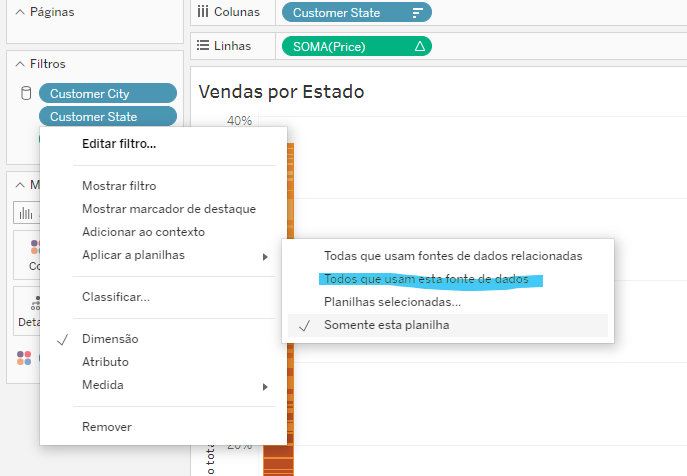 Páginas
Colunas
Customer State
Linhas
SOMA(Price)
Filtros
Customer City
Customer State
Vendas por Estado
40%
Editar filtro...
Mostrar filtro
Mostrar marcador de destaque
Adicionar ao contexto
Aplicar a planilhas
Todas que usam fontes de dados relacionadas
Todos que usam esta fonte de dados
Planilhas selecionadas...
Somente esta planilha
Classificar...
Dimensão
Atributo
Medida
Remover
M
Co
Deta
20%